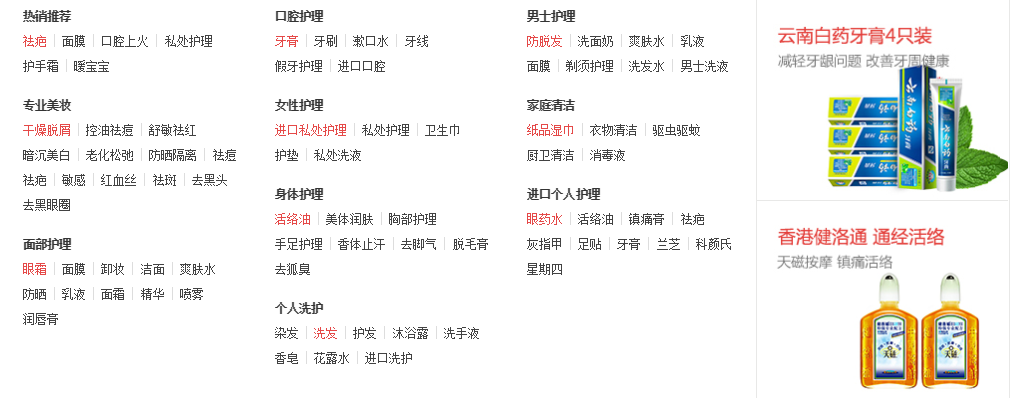 热销推荐
祛疤 面膜 口腔上火 私处护理
护手霜 暖宝宝
专业美妆
干燥脱屑 控油祛痘 舒敏祛红
暗沉美白 老化松弛 防晒隔离 祛痘
祛疤 敏感 红血丝 祛斑 去黑头
去黑眼圈
面部护理
眼霜 面膜 卸妆 洁面 爽肤水
防晒 乳液 面霜 精华 喷雾
润唇膏
口腔护理
牙膏 牙刷 漱口水 牙线
假牙护理 进口口腔
女性护理
进口私处护理 私处护理 卫生巾
护垫 私处洗液
身体护理
活络油 美体润肤 胸部护理
手足护理 香体止汗 去脚气 脱毛膏
去狐臭
个人洗护
染发 洗发 护发 沐浴露 洗手液
香皂 花露水 进口洗护
男士护理
防脱发 洗面奶 爽肤水 乳液
面膜 剃须护理 洗发水 男士洗液
家庭清洁
纸品湿巾 衣物清洁 驱虫驱蚊
厨卫清洁 消毒液
进口个人护理
眼药水 活络油 镇痛膏 祛疤
灰指甲 足贴 牙膏 兰芝 科颜氏
星期四
云南白药牙膏4只装
减轻牙龈问题 改善牙周健康
云南白药
香港健洛通 通经活络
天磁按摩 镇痛活络
天磁
天磁